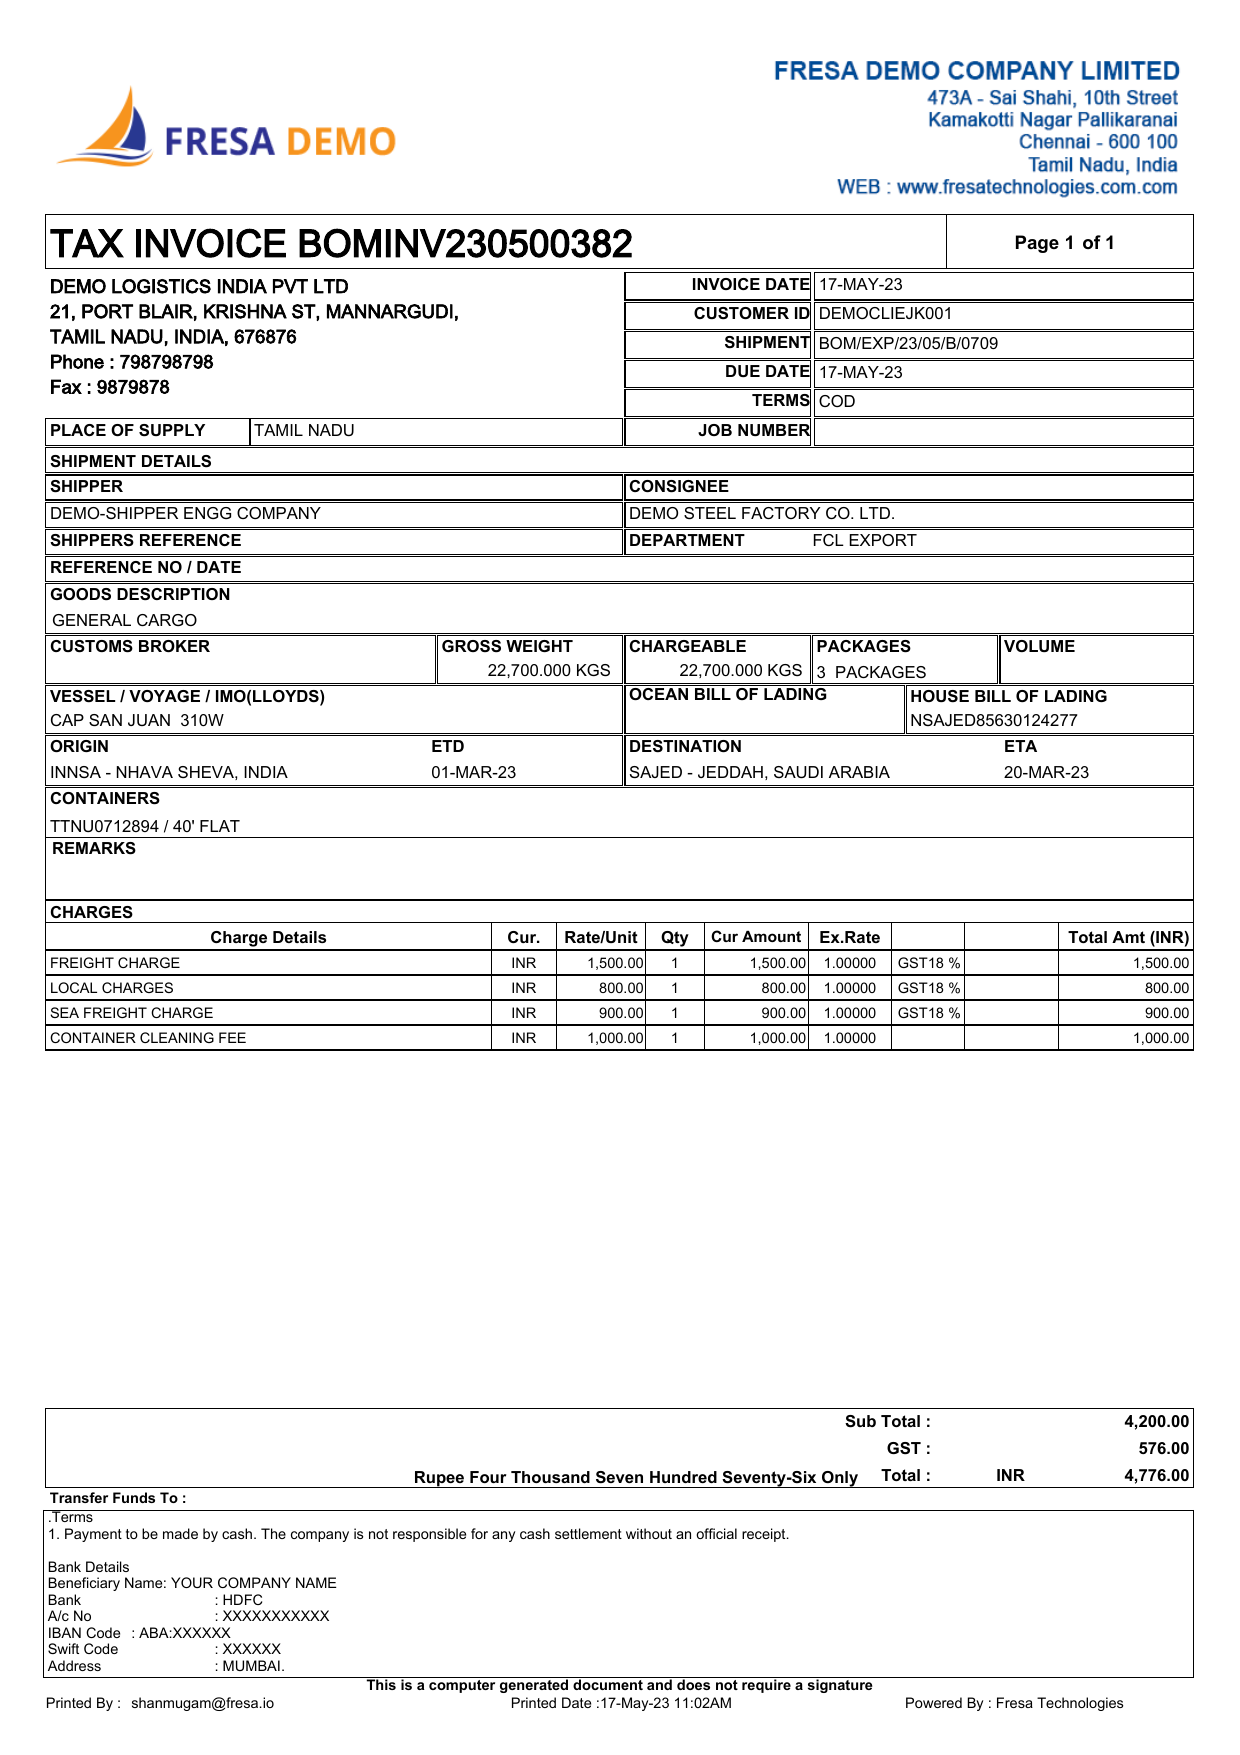 FRESA DEMO
FRESA DEMO COMPANY LIMITED
473A - Sai Shahi, 10th Street
Kamakotti Nagar Pallikaranai
Chennai - 600 100
Tamil Nadu, India
WEB : www.fresatechnologies.com.com
TAX INVOICE BOMINV230500382
Page 1 of 1
DEMO LOGISTICS INDIA PVT LTD
21, PORT BLAIR, KRISHNA ST, MANNARGUDI,
TAMIL NADU, INDIA, 676876
Phone : 798798798
Fax : 9879878
INVOICE DATE 17-MAY-23
CUSTOMER ID DEMOCLIEJK001
SHIPMENT BOM/EXP/23/05/B/0709
DUE DATE 17-MAY-23
TERMS COD
PLACE OF SUPPLY TAMIL NADU JOB NUMBER
SHIPMENT DETAILS
SHIPPER CONSIGNEE
DEMO-SHIPPER ENGG COMPANY DEMO STEEL FACTORY CO. LTD.
SHIPPERS REFERENCE DEPARTMENT FCL EXPORT
REFERENCE NO / DATE
GOODS DESCRIPTION
GENERAL CARGO
CUSTOMS BROKER GROSS WEIGHT CHARGEABLE PACKAGES VOLUME
22,700.000 KGS 22,700.000 KGS 3 PACKAGES
VESSEL / VOYAGE / IMO(LLOYDS) OCEAN BILL OF LADING HOUSE BILL OF LADING
CAP SAN JUAN 310W NSAJED85630124277
ORIGIN ETD DESTINATION ETA
INNSA - NHAVA SHEVA, INDIA 01-MAR-23 SAJED - JEDDAH, SAUDI ARABIA 20-MAR-23
CONTAINERS
TTNU0712894 / 40' FLAT
REMARKS
CHARGES
Charge Details Cur. Rate/Unit Qty Cur Amount Ex.Rate Total Amt (INR)
FREIGHT CHARGE INR 1,500.00 1 1,500.00 1.00000 GST18 % 1,500.00
LOCAL CHARGES INR 800.00 1 800.00 1.00000 GST18 % 800.00
SEA FREIGHT CHARGE INR 900.00 1 900.00 1.00000 GST18 % 900.00
CONTAINER CLEANING FEE INR 1,000.00 1 1,000.00 1.00000 1,000.00
Sub Total : 4,200.00
GST : 576.00
Rupee Four Thousand Seven Hundred Seventy-Six Only Total : INR 4,776.00
Transfer Funds To :
.Terms
1. Payment to be made by cash. The company is not responsible for any cash settlement without an official receipt.
Bank Details
Beneficiary Name: YOUR COMPANY NAME
Bank : HDFC
A/c No : XXXXXXXXXXX
IBAN Code : ABA:XXXXXX
Swift Code : XXXXXX
Address : MUMBAI.
This is a computer generated document and does not require a signature
Printed By : shanmugam@fresa.io Printed Date :17-May-23 11:02AM Powered By : Fresa Technologies